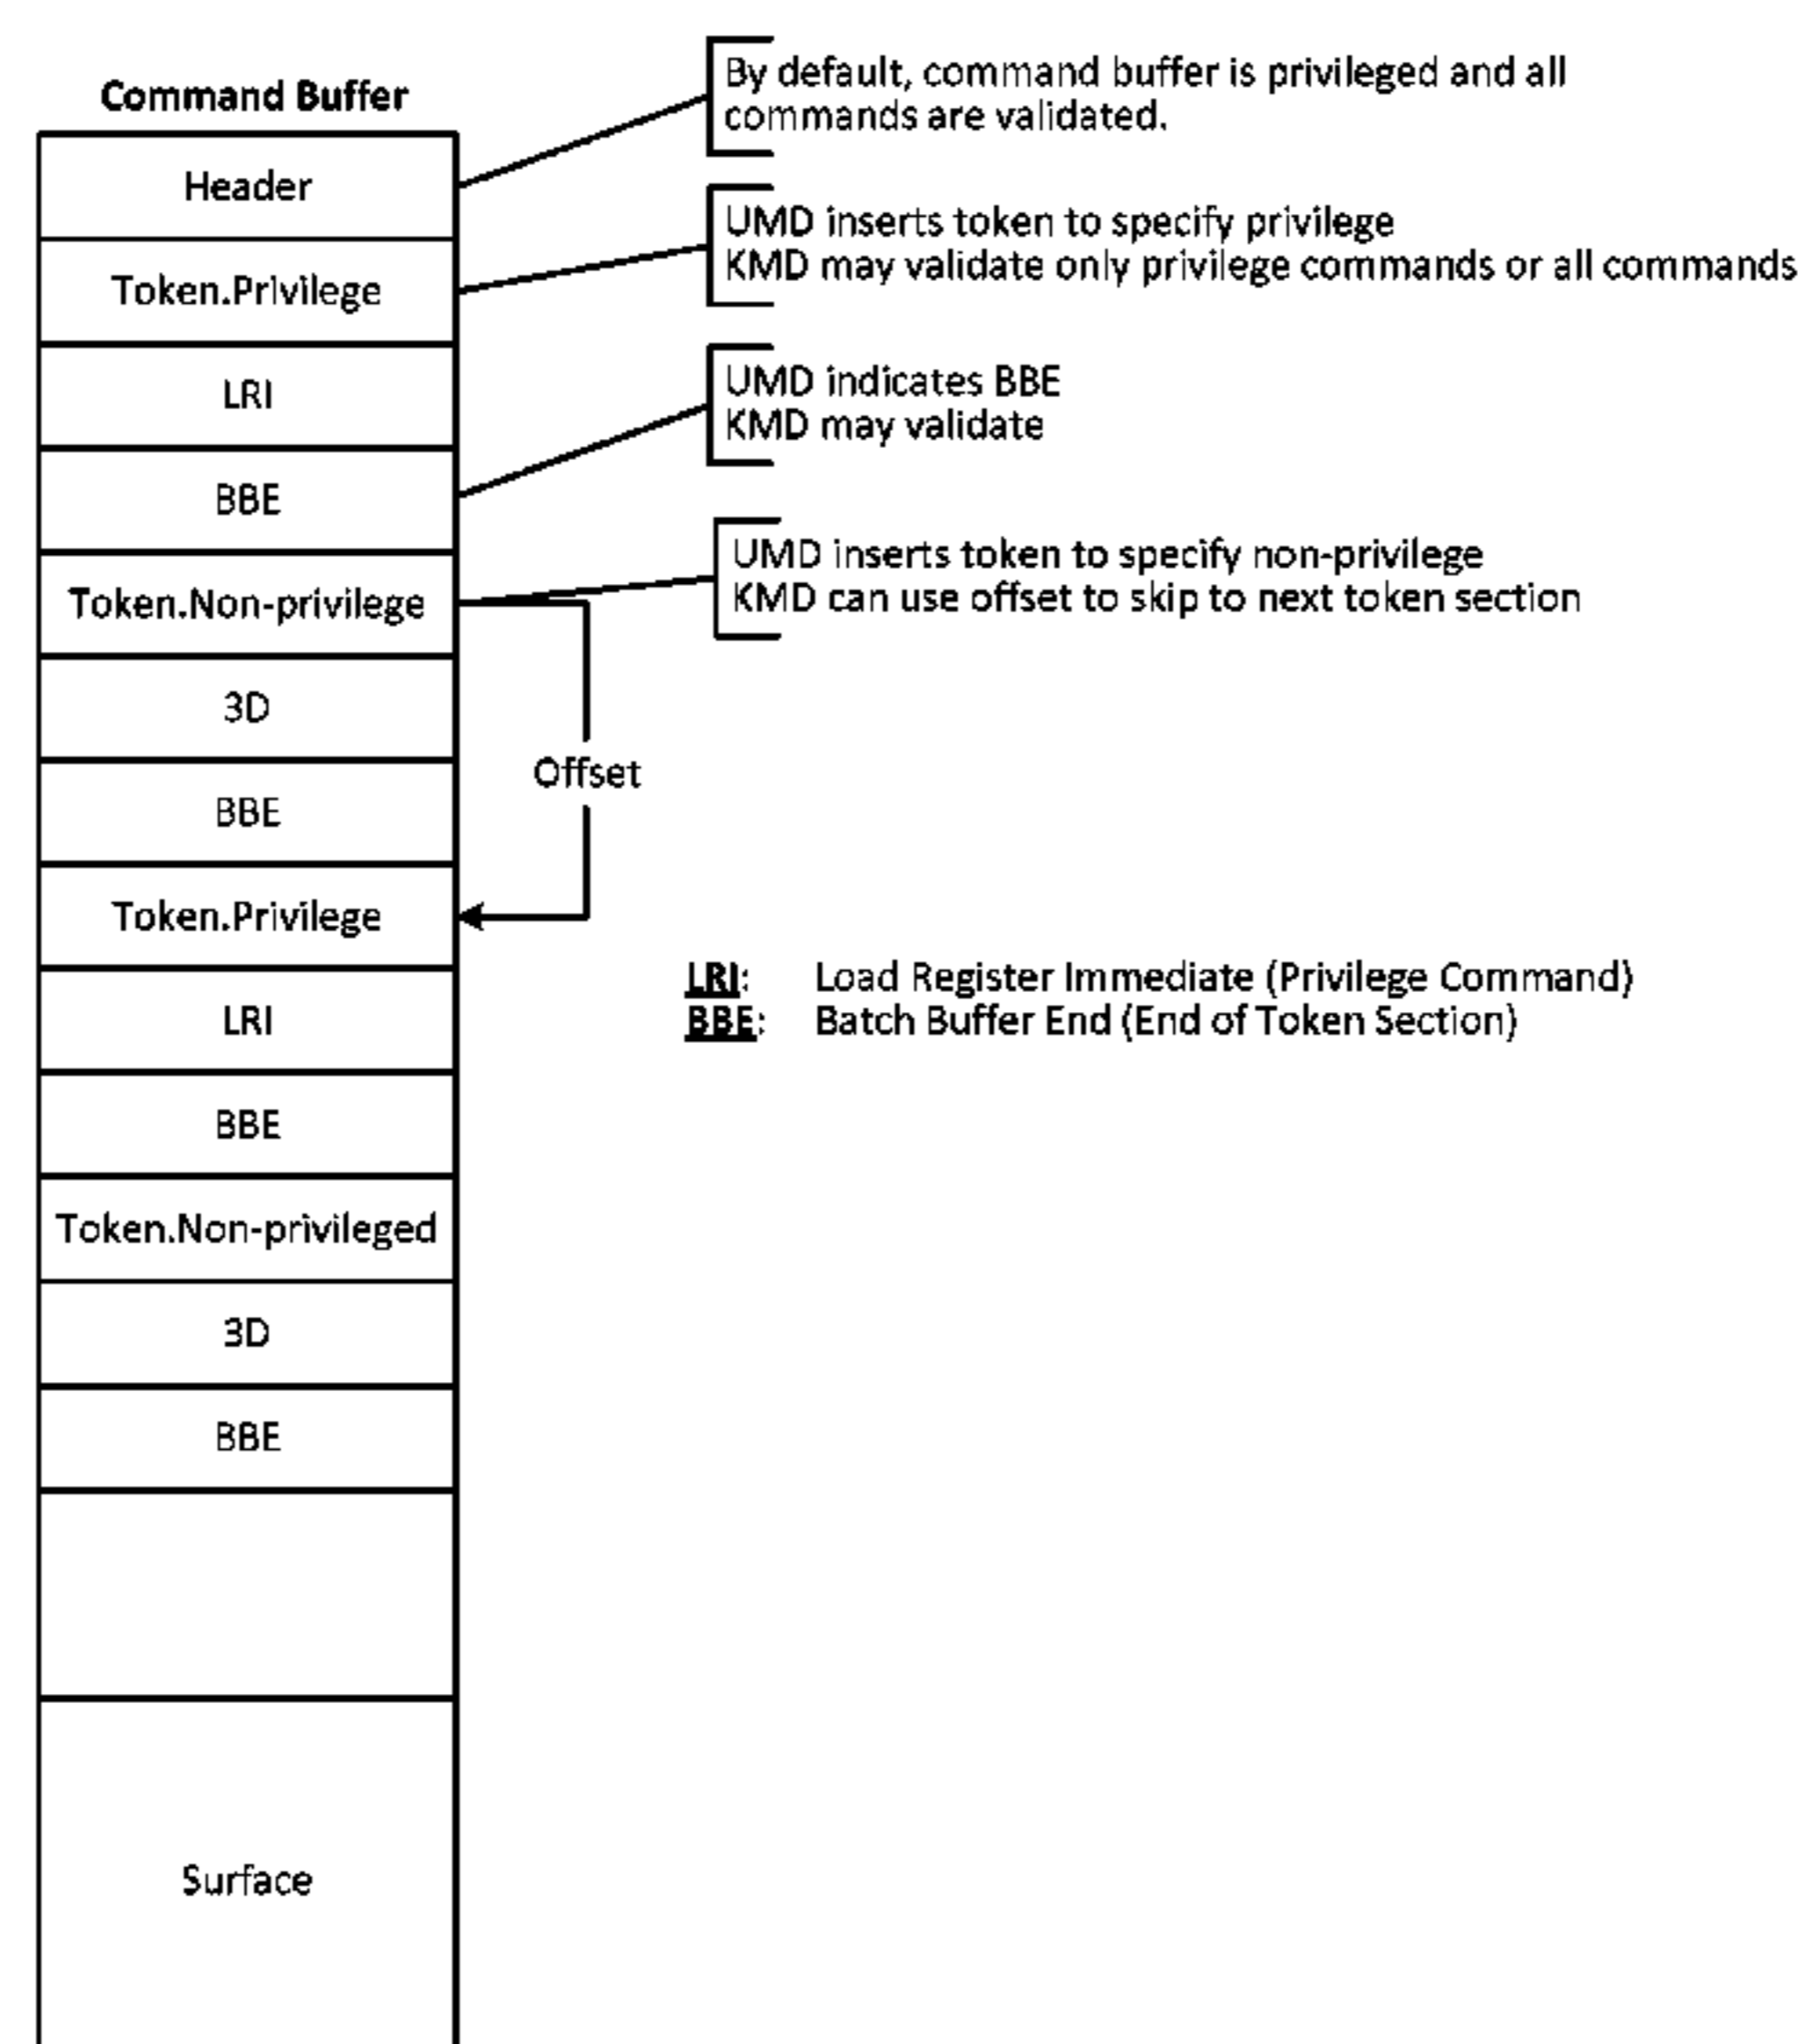 Command Buffer
Header
Token.Privilege
LRI
BBE
Token.Non-privilege
3D
BBE
Token.Privilege
LRI
BBE
Token.Non-privileged
3D
BBE
Surface
By default, command buffer is privileged and all
commands are validated.
UMD inserts token to specify privilege
KMD may validate only privilege commands or all commands
UMD indicates BBE
KMD may validate
UMD inserts token to specify non-privilege
KMD can use offset to skip to next token section
Offset
LRI: Load Register Immediate (Privilege Command)
BBE: Batch Buffer End (End of Token Section)